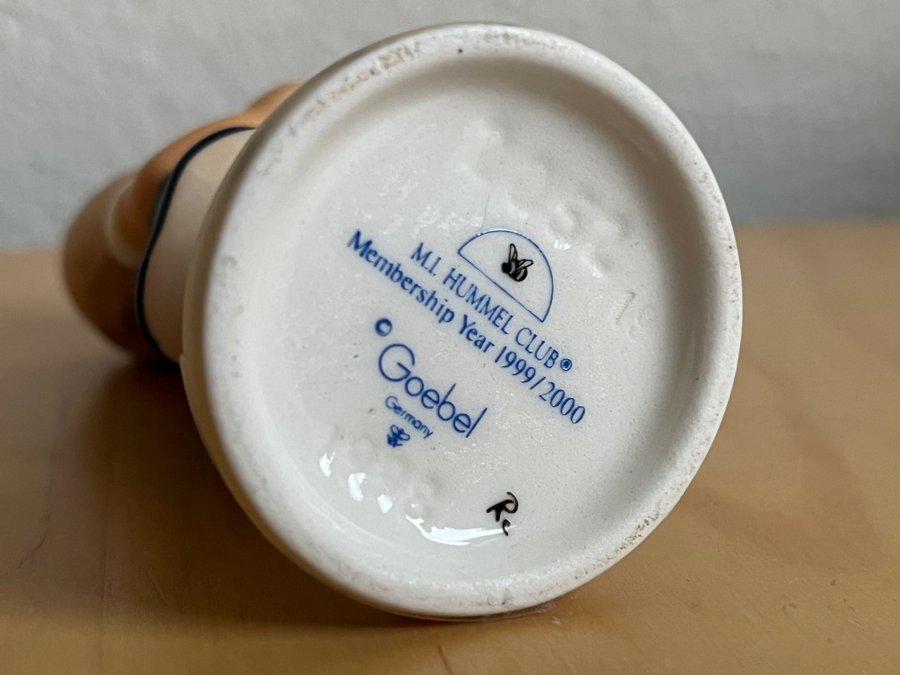 M.I. HUMMEL CLUB®
Membership Year 1999/2000
©
Goebel
Germany